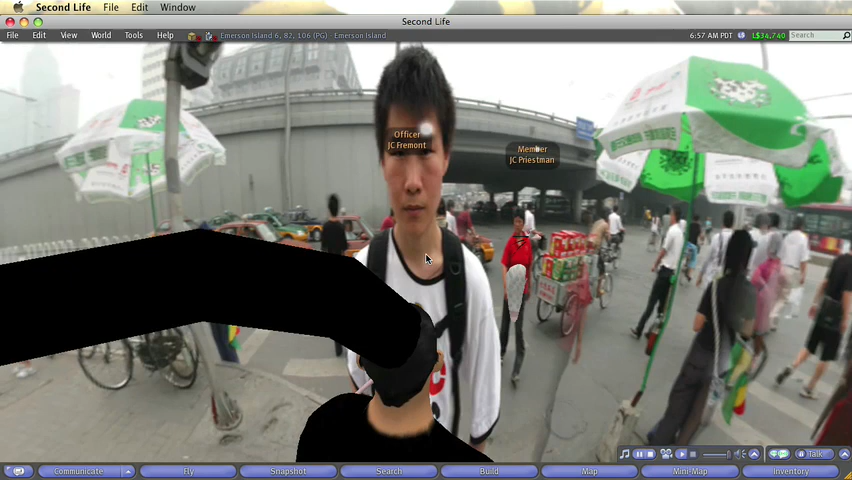 Second Life File Edit Window
Second Life
File Edit View World Tools Help Emerson Island 6, 82, 106 (PG) - Emerson Island 6:57 AM PDT L$34,740 Search
Officer
JC Fremont
Member
JC Priestman
Talk
Communicate Fly Snapshot Search Build Map Mini-Map Inventory